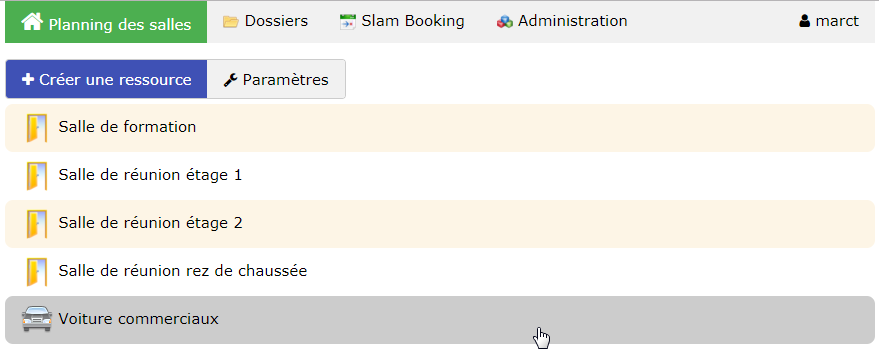 Planning des salles Dossiers Slam Booking Administration marct
Créer une ressource Paramètres
Salle de formation
Salle de réunion étage 1
Salle de réunion étage 2
Salle de réunion rez de chaussée
Voiture commerciaux